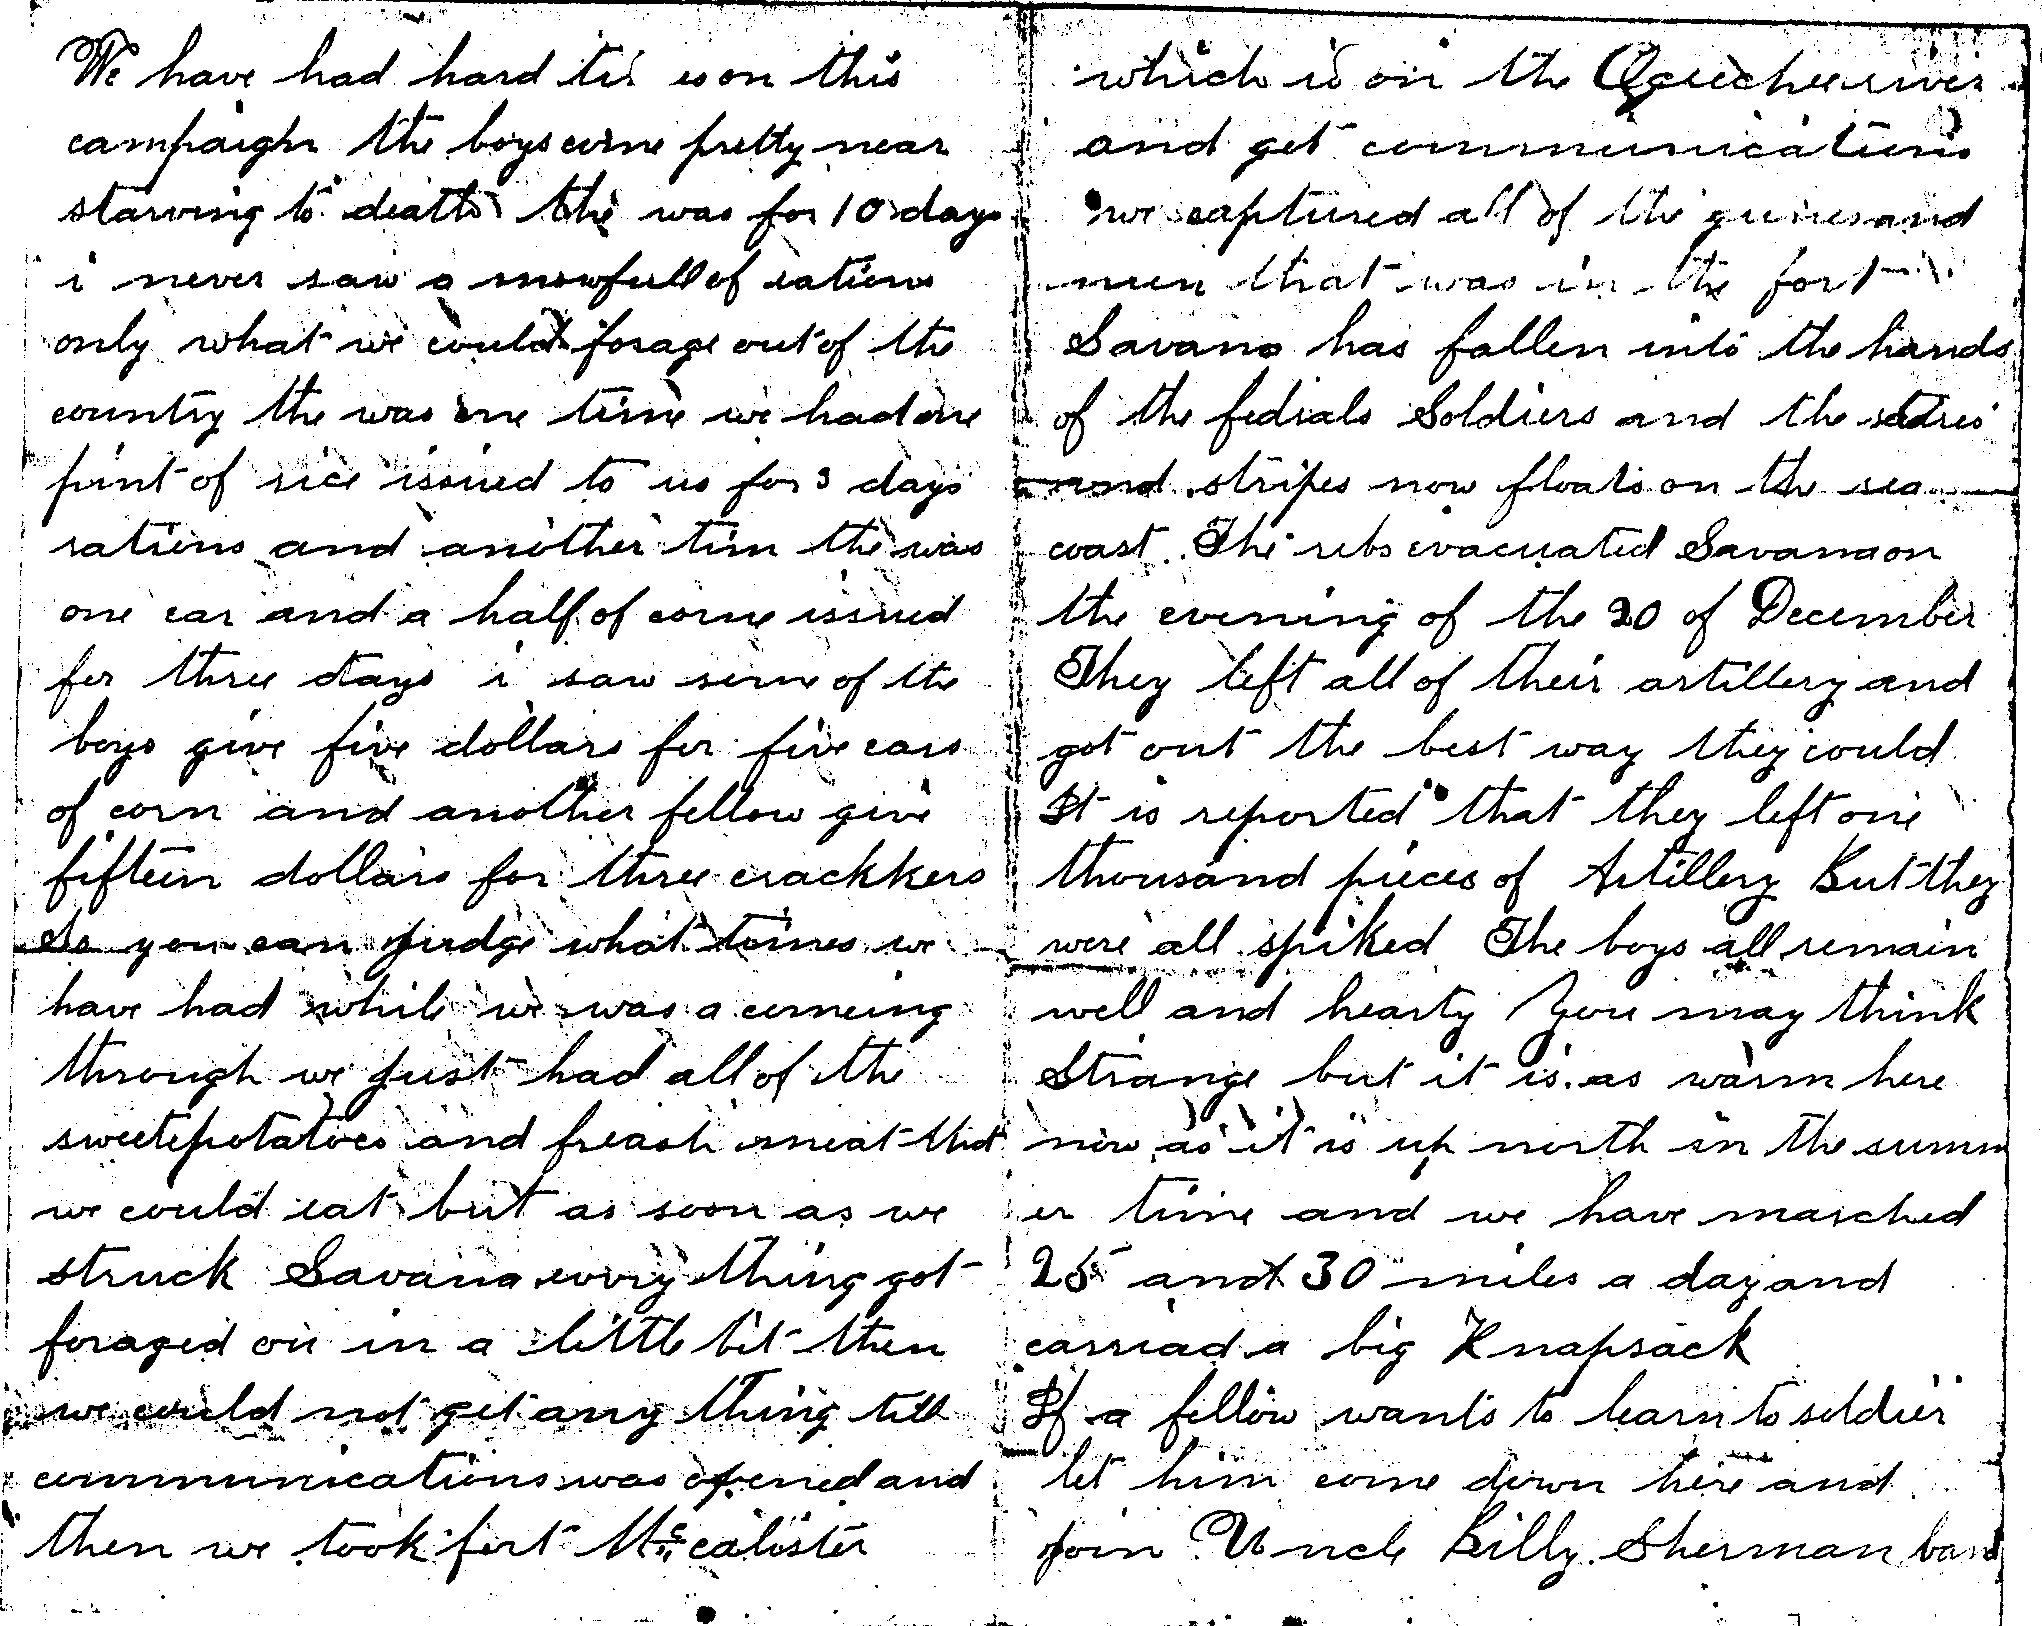 We have had hard ti es on this
campaighn the boys come pretty near
starving to death the was for 10 days
i never saw a mowfull of rations
only what we could forage out of the
country the was one time we had one
pint of rice issued to us for 3 days
rations and another tim the was
one ear and a half of corne issued
for three days i saw some of the
boys give five dollars for five ears
of corn and another fellow give
fifteen dollars for three crackkers
So you can judge what times we
have had while we was a comeing
through we just had all of the
sweetepotatoes and freash meat that
we could eat but as soon as we
struck Savana every thing got
foraged on in a little bit then
we could not get any thing till
communications was opened and
then we took fort Mccalister
which is on the Ogeechee river
and get communications
we captured all of the gunes and
men that was in the fort
Savana has fallen into the hands
of the fedials Soldiers and the
and stripes now floats on the sea
coast. The rebs evacuated Savana on
the evening of the 20 of December
They left all of their artillery and
got out the best way they could
It is reported that they left one
thousand pieces of Artillery But they
were all spiked The boys all remain
well and hearty You may think
Strange but it is as warm here
now as it is up north in the summ
er time and we have marched
25 and 30 miles a day and
carriad a big Knapsack
If a fellow wants to learn to soldier
let him come down here and
join Uncle Billy Sherman band